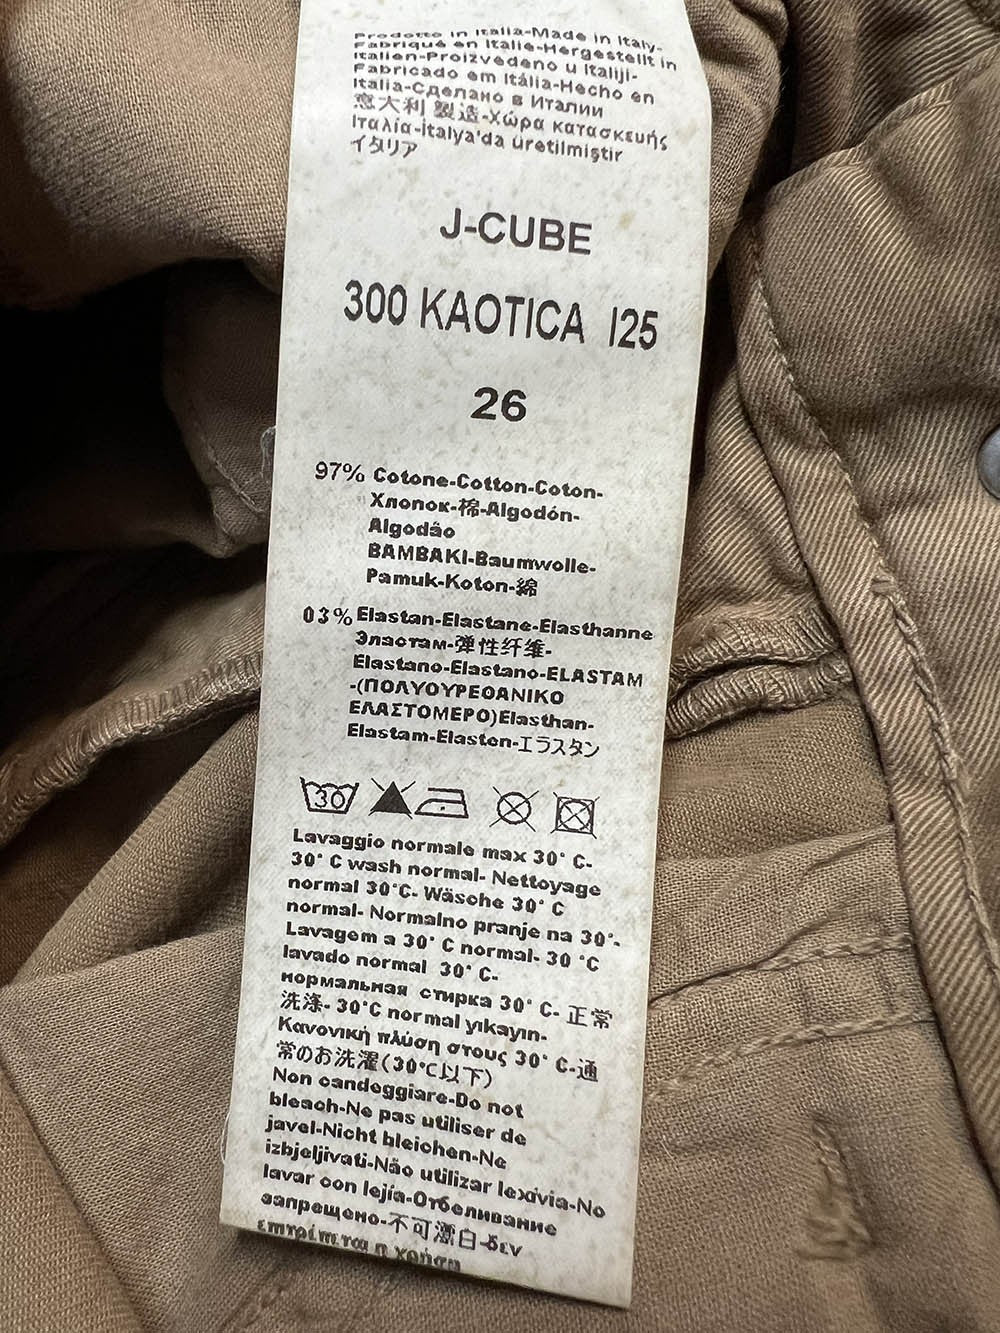 Prodotto in Italia-Made in Italy-
Fabriqué en Italie-Hergestellt in
Italien-Proizvedeno u Italiji-
Fabricado em Itália-Hecho en
Italia-Сделано в Италии
意大利 製造-Χώρα κατασκευής
Ιταλία-İtalya'da üretilmiştir
イタリア
J-CUBE
300 KAOTICA I25
26
97% Cotone-Cotton-Coton-
Хлопок-棉-Algodón-
Algodão
BAMBAKI-Baumwolle-
Pamuk-Koton-綿
03% Elastan-Elastane-Elasthanne
Эластам-弹性纤维-
Elastano-Elastano-ELASTAM
-(ΠΟΛΥΟΥΡΕΘΑΝΙΚΟ
ΕΛΑΣΤΟΜΕΡΟ)Elasthan-
Elastam-Elasten-エラスタン
30
Lavaggio normale max 30° C-
30° C wash normal- Nettoyage
normal 30°C- Wäsche 30° C
normal- Normalno pranje na 30°-
Lavagem a 30° C normal- 30 °C
lavado normal 30° C-
нормальная стирка 30° C- 正常
洗涤- 30°C normal yıkayın-
Κανονική πλύση στους 30° C-通
常のお洗濯(30℃以下)
Non candeggiare-Do not
bleach-Ne pas utiliser de
javel-Nicht bleichen-Ne
izbjeljivati-Não utilizar lexívia-No
lavar con lejía-Отбеливание
запрещено-不可漂白-δεν
επιτρέπεται η χρήση